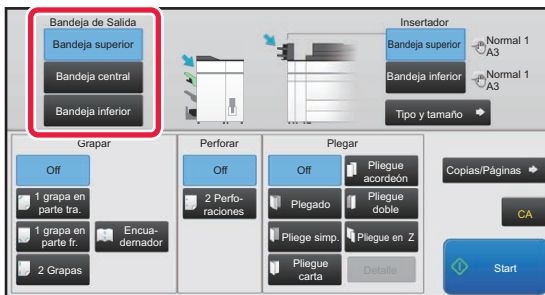 Bandeja de Salida
Insertador
Bandeja superior
Bandeja superior
Normal 1
A3
Bandeja central
Bandeja inferior
Normal 1
A3
Bandeja inferior
Tipo y tamaño
Grapar
Perforar
Plegar
Off
Off
Off
Pliegue
acordeón
Copias/Páginas
1 grapa en
parte tra.
2 Perfo-
raciones
Plegado
Pliegue
doble
CA
1 grapa en
parte fr.
Encua-
dernador
Pliege simp.
Pliegue en Z
2 Grapas
Pliegue
carta
Detalle
Start